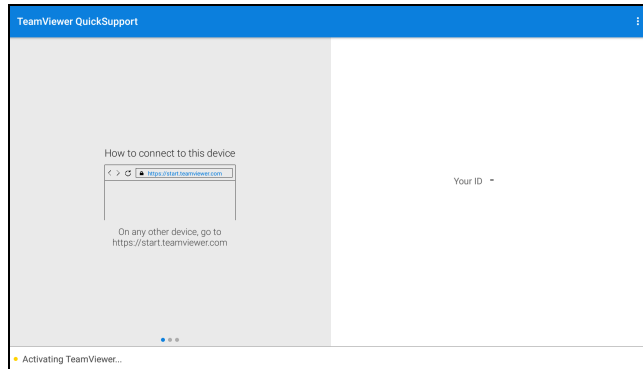 TeamViewer QuickSupport
How to connect to this device
https://start.teamviewer.com
On any other device, go to
https://start.teamviewer.com
Your ID -
Activating TeamViewer...